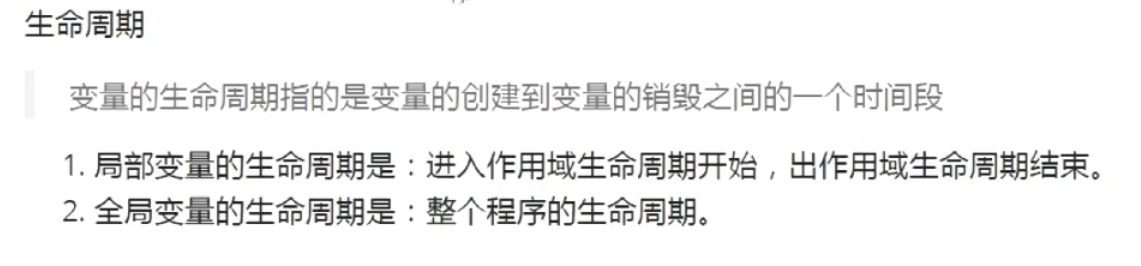 生命周期
变量的生命周期指的是变量的创建到变量的销毁之间的一个时间段
1. 局部变量的生命周期是：进入作用域生命周期开始，出作用域生命周期结束。
2. 全局变量的生命周期是：整个程序的生命周期。